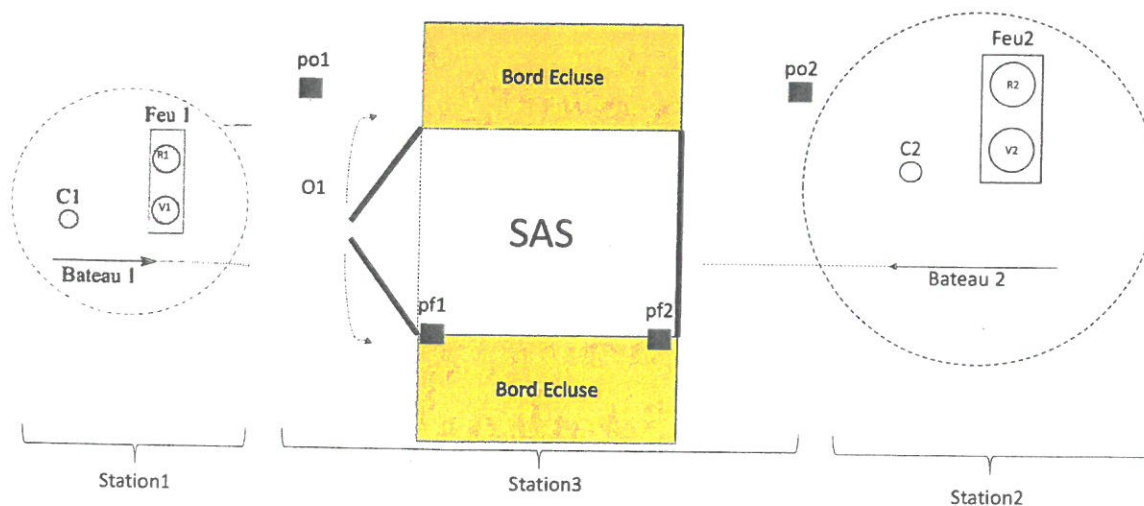 po1
Bord Ecluse
po2
Feu2
R2
V2
Feu 1
R1
V1
C1
C2
O1
SAS
Bateau 1
Bateau 2
pf1
pf2
Bord Ecluse
Station1
Station3
Station2